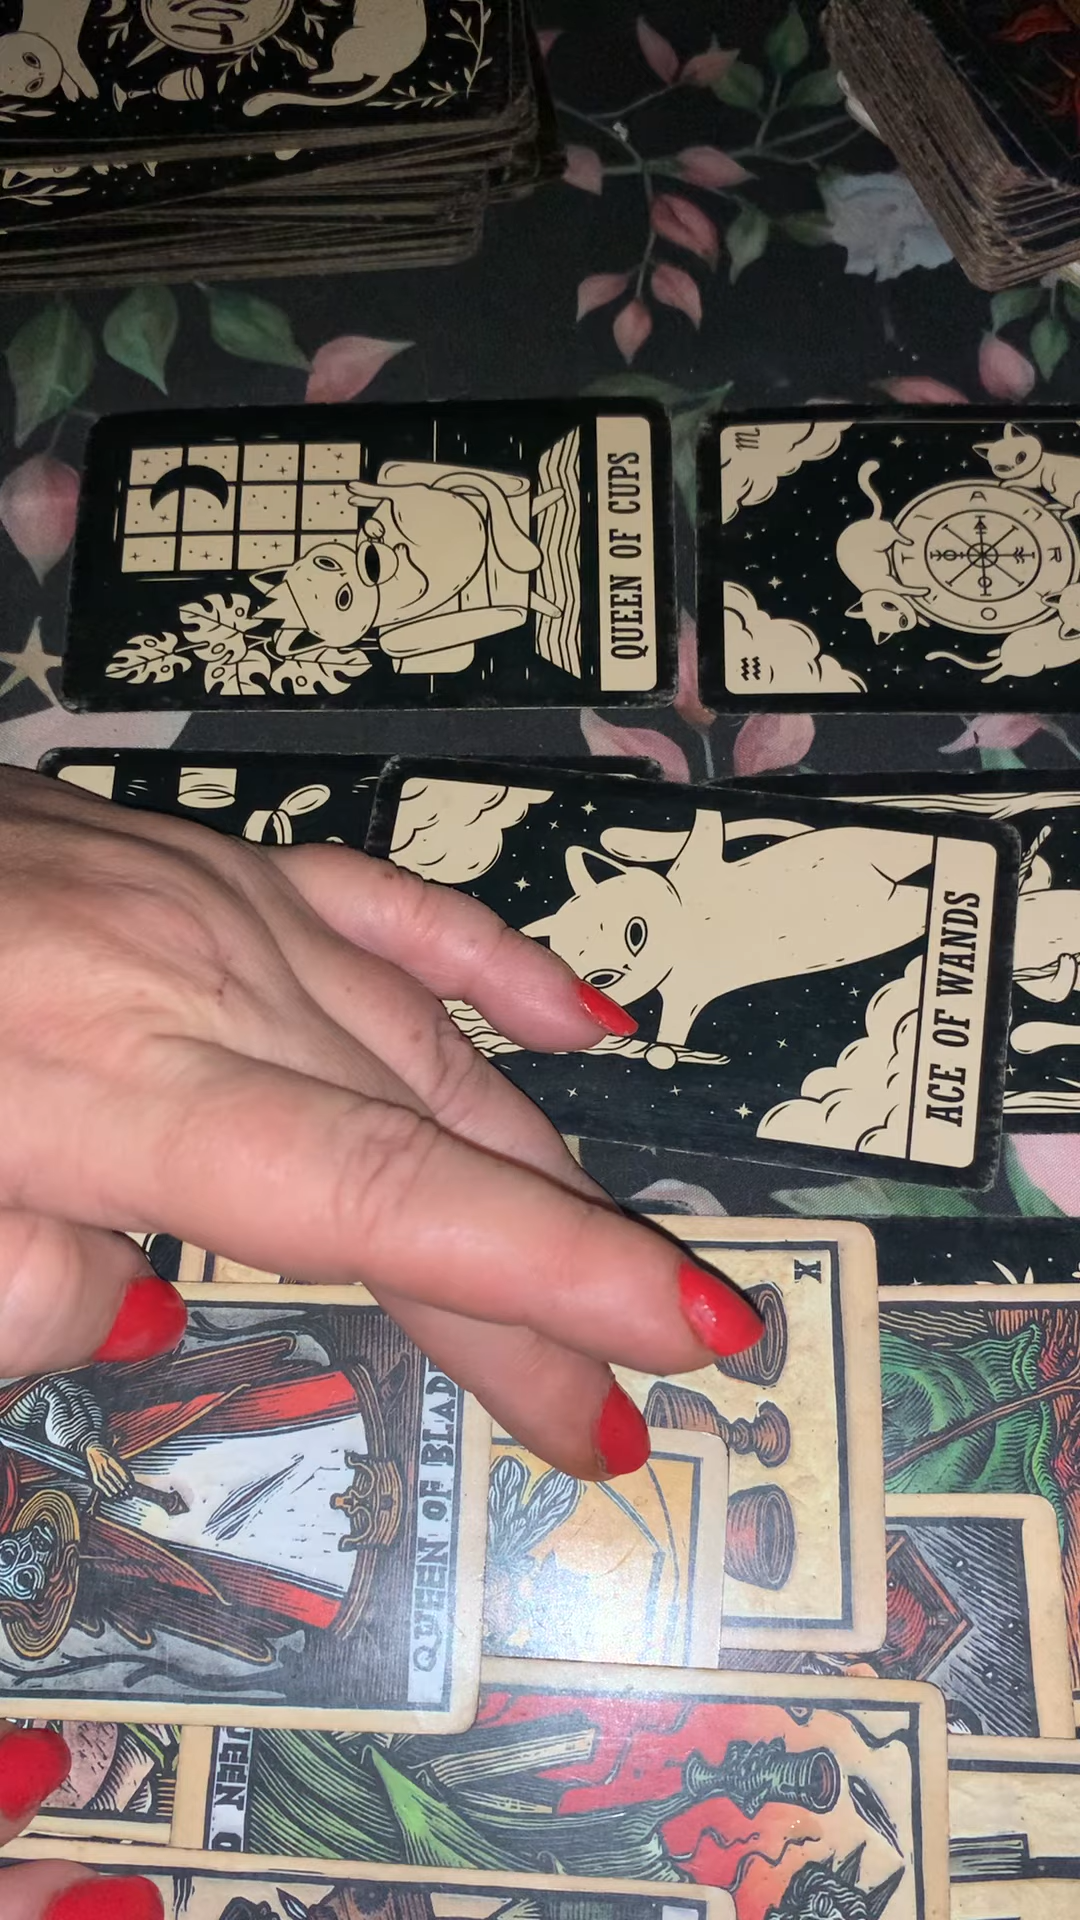 QUEEN OF CUPS
ACE OF WANDS
X
QUEEN OF BLAD